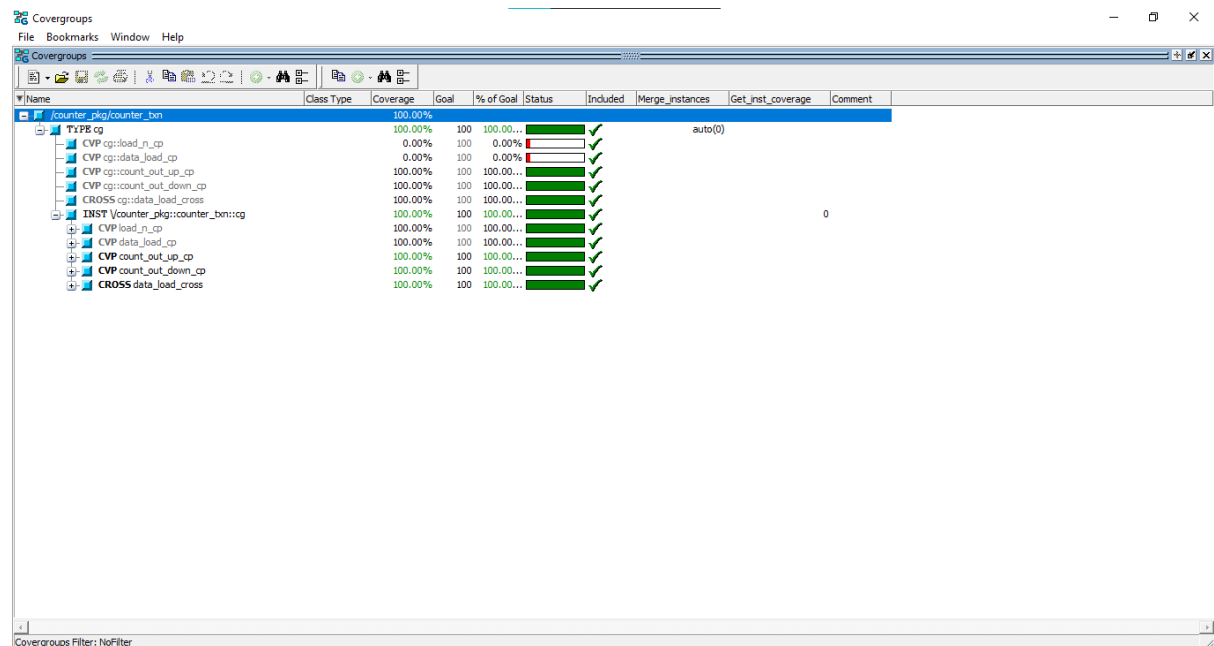 Covergroups
File Bookmarks Window Help
Covergroups
Name Class Type Coverage Goal % of Goal Status Included Merge_instances Get_inst_coverage Comment
/counter_pkg/counter_txn 100.00%
TYPE cg 100.00% 100 100.00... auto(0)
CVP cg::load_n_cp 0.00% 100 0.00%
CVP cg::data_load_cp 0.00% 100 0.00%
CVP cg::count_out_up_cp 100.00% 100 100.00...
CVP cg::count_out_down_cp 100.00% 100 100.00...
CROSS cg::data_load_cross 100.00% 100 100.00...
INST \/counter_pkg::counter_txn::cg 100.00% 100 100.00... 0
CVP load_n_cp 100.00% 100 100.00...
CVP data_load_cp 100.00% 100 100.00...
CVP count_out_up_cp 100.00% 100 100.00...
CVP count_out_down_cp 100.00% 100 100.00...
CROSS data_load_cross 100.00% 100 100.00...
Covergroups Filter: NoFilter